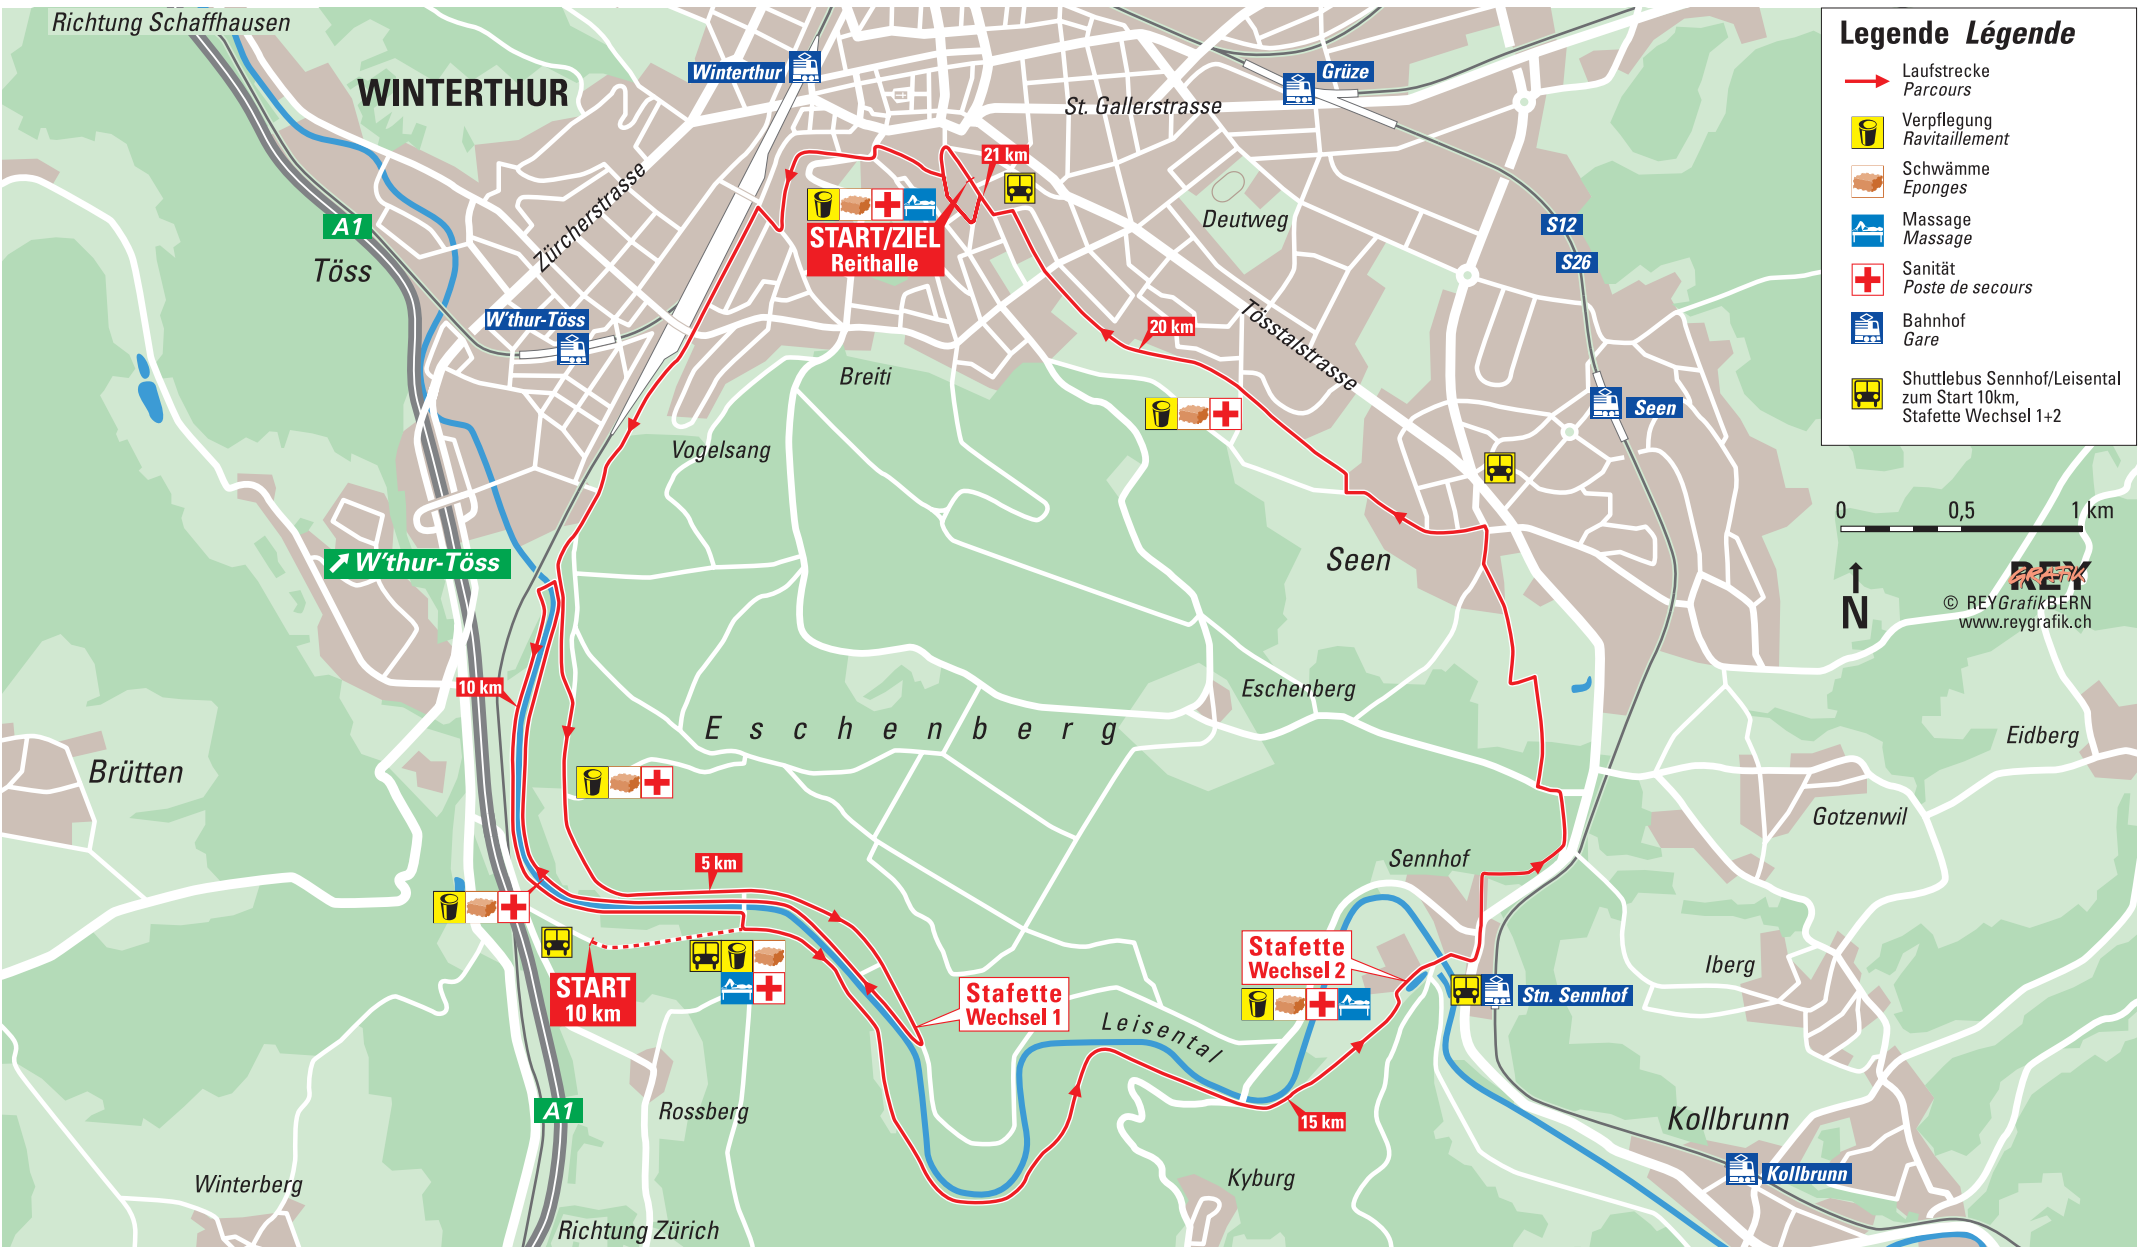 Richtung Schaffhausen
WINTERTHUR
Winterthur
Grüze
St. Gallerstrasse
Legende Légende
Laufstrecke
Parcours
Verpflegung
Ravitaillement
Schwämme
Eponges
Massage
Massage
Sanität
Poste de secours
Bahnhof
Gare
Shuttlebus Sennhof/Leisental
zum Start 10km,
Stafette Wechsel 1+2
0 0,5 1 km
N
REY
GRAFIK
© REYGrafikBERN
www.reygrafik.ch
21 km
A1
Töss
Zürcherstrasse
START/ZIEL
Reithalle
Deutweg
S12
S26
W'thur-Töss
20 km
Tösstalstrasse
Breiti
Seen
Vogelsang
W'thur-Töss
Seen
10 km
Eschenberg
Eschenberg
Eidberg
Brütten
Gotzenwil
5 km
Sennhof
Stafette
Wechsel 2
Iberg
START
10 km
Stafette
Wechsel 1
Stn. Sennhof
Leisental
A1
Rossberg
15 km
Kollbrunn
Kollbrunn
Kyburg
Winterberg
Richtung Zürich